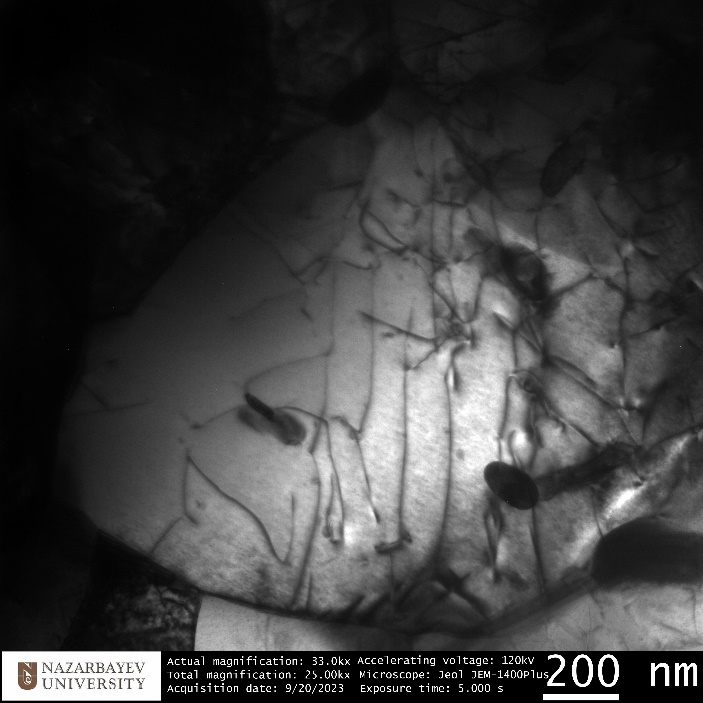 NAZARBAYEV
UNIVERSITY
Actual magnification: 33.0kx Accelerating voltage: 120kV
Total magnification: 25.00kx Microscope: Jeol JEM-1400Plus
Acquisition date: 9/20/2023 Exposure time: 5.000 s
200 nm